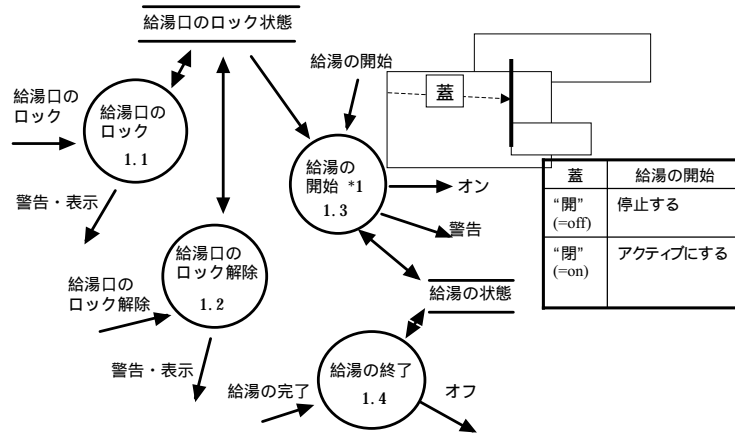 給湯口のロック状態
給湯の開始
給湯口の
ロック
給湯口の
ロック
1.1
蓋
給湯の
開始 *1
1.3
オン
警告
警告・表示
給湯口の
ロック解除
1.2
給湯口の
ロック解除
給湯の状態
警告・表示
給湯の完了
給湯の終了
1.4
オフ
蓋 給湯の開始
“開” 停止する
(=off)
“閉” アクティブにする
(=on)